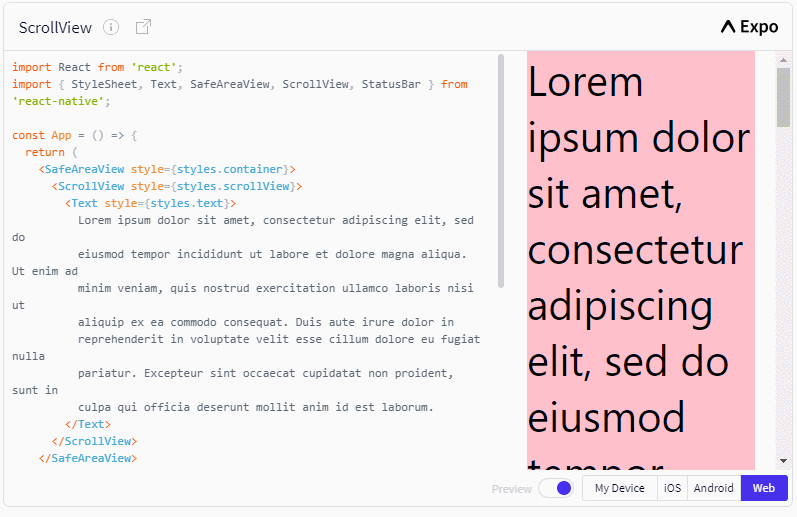 ScrollView
Expo
import React from 'react';
import { StyleSheet, Text, SafeAreaView, ScrollView, StatusBar } from
'react-native';
const App = () => {
return (
<SafeAreaView style={styles.container}>
<ScrollView style={styles.scrollView}>
<Text style={styles.text}>
Lorem ipsum dolor sit amet, consectetur adipiscing elit, sed
do
eiusmod tempor incididunt ut labore et dolore magna aliqua.
Ut enim ad
minim veniam, quis nostrud exercitation ullamco laboris nisi
ut
aliquip ex ea commodo consequat. Duis aute irure dolor in
reprehenderit in voluptate velit esse cillum dolore eu fugiat
nulla
pariatur. Excepteur sint occaecat cupidatat non proident,
sunt in
culpa qui officia deserunt mollit anim id est laborum.
</Text>
</ScrollView>
</SafeAreaView>
Lorem
ipsum dolor
sit amet,
consectetur
adipiscing
elit, sed do
eiusmod
tempor
Preview
My Device
iOS
Android
Web